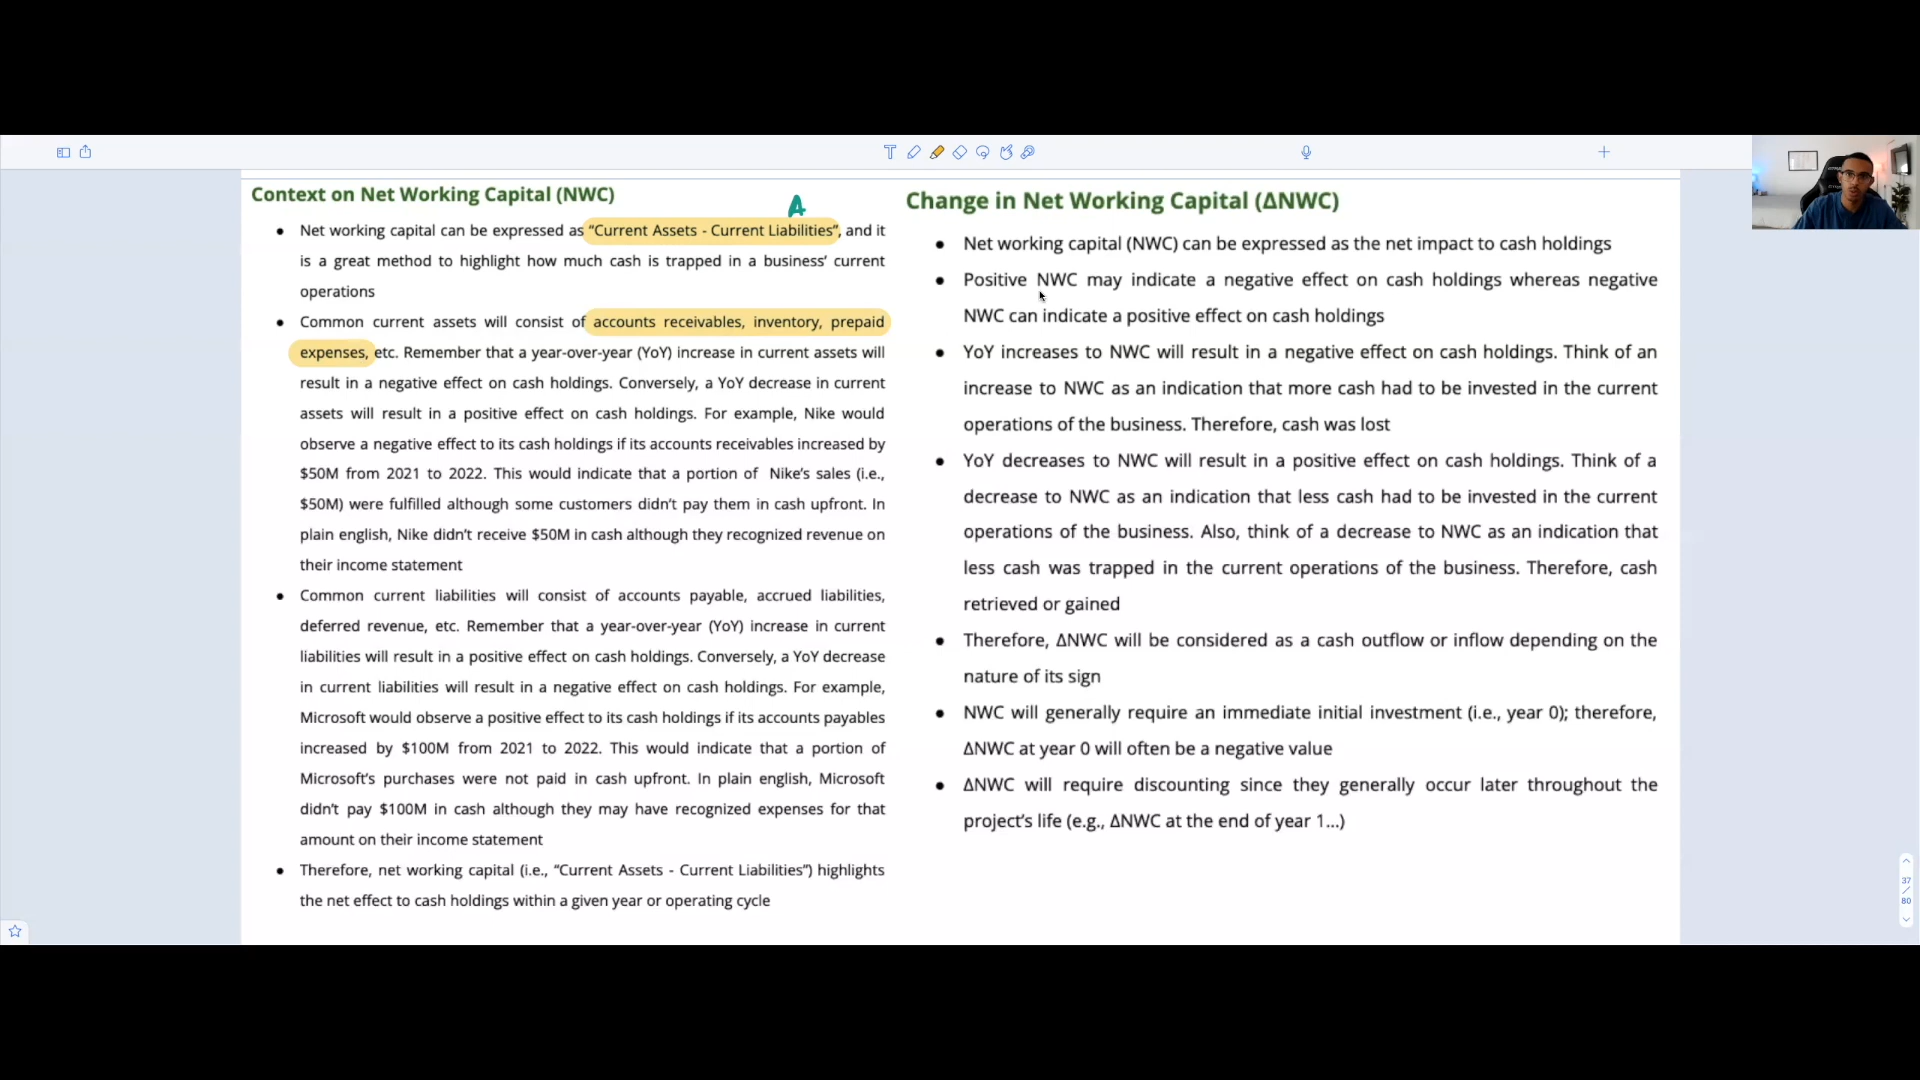 Context on Net Working Capital (NWC)
A
● Net working capital can be expressed as “Current Assets - Current Liabilities”, and it
is a great method to highlight how much cash is trapped in a business’ current
operations
● Common current assets will consist of accounts receivables, inventory, prepaid
expenses, etc. Remember that a year-over-year (YoY) increase in current assets will
result in a negative effect on cash holdings. Conversely, a YoY decrease in current
assets will result in a positive effect on cash holdings. For example, Nike would
observe a negative effect to its cash holdings if its accounts receivables increased by
$50M from 2021 to 2022. This would indicate that a portion of Nike’s sales (i.e.,
$50M) were fulfilled although some customers didn’t pay them in cash upfront. In
plain english, Nike didn’t receive $50M in cash although they recognized revenue on
their income statement
● Common current liabilities will consist of accounts payable, accrued liabilities,
deferred revenue, etc. Remember that a year-over-year (YoY) increase in current
liabilities will result in a positive effect on cash holdings. Conversely, a YoY decrease
in current liabilities will result in a negative effect on cash holdings. For example,
Microsoft would observe a positive effect to its cash holdings if its accounts payables
increased by $100M from 2021 to 2022. This would indicate that a portion of
Microsoft’s purchases were not paid in cash upfront. In plain english, Microsoft
didn’t pay $100M in cash although they may have recognized expenses for that
amount on their income statement
● Therefore, net working capital (i.e., “Current Assets - Current Liabilities”) highlights
the net effect to cash holdings within a given year or operating cycle
Change in Net Working Capital (ΔNWC)
● Net working capital (NWC) can be expressed as the net impact to cash holdings
● Positive NWC may indicate a negative effect on cash holdings whereas negative
NWC can indicate a positive effect on cash holdings
● YoY increases to NWC will result in a negative effect on cash holdings. Think of an
increase to NWC as an indication that more cash had to be invested in the current
operations of the business. Therefore, cash was lost
● YoY decreases to NWC will result in a positive effect on cash holdings. Think of a
decrease to NWC as an indication that less cash had to be invested in the current
operations of the business. Also, think of a decrease to NWC as an indication that
less cash was trapped in the current operations of the business. Therefore, cash
retrieved or gained
● Therefore, ΔNWC will be considered as a cash outflow or inflow depending on the
nature of its sign
● NWC will generally require an immediate initial investment (i.e., year 0); therefore,
ΔNWC at year 0 will often be a negative value
● ΔNWC will require discounting since they generally occur later throughout the
project’s life (e.g., ΔNWC at the end of year 1...)
37
/
80